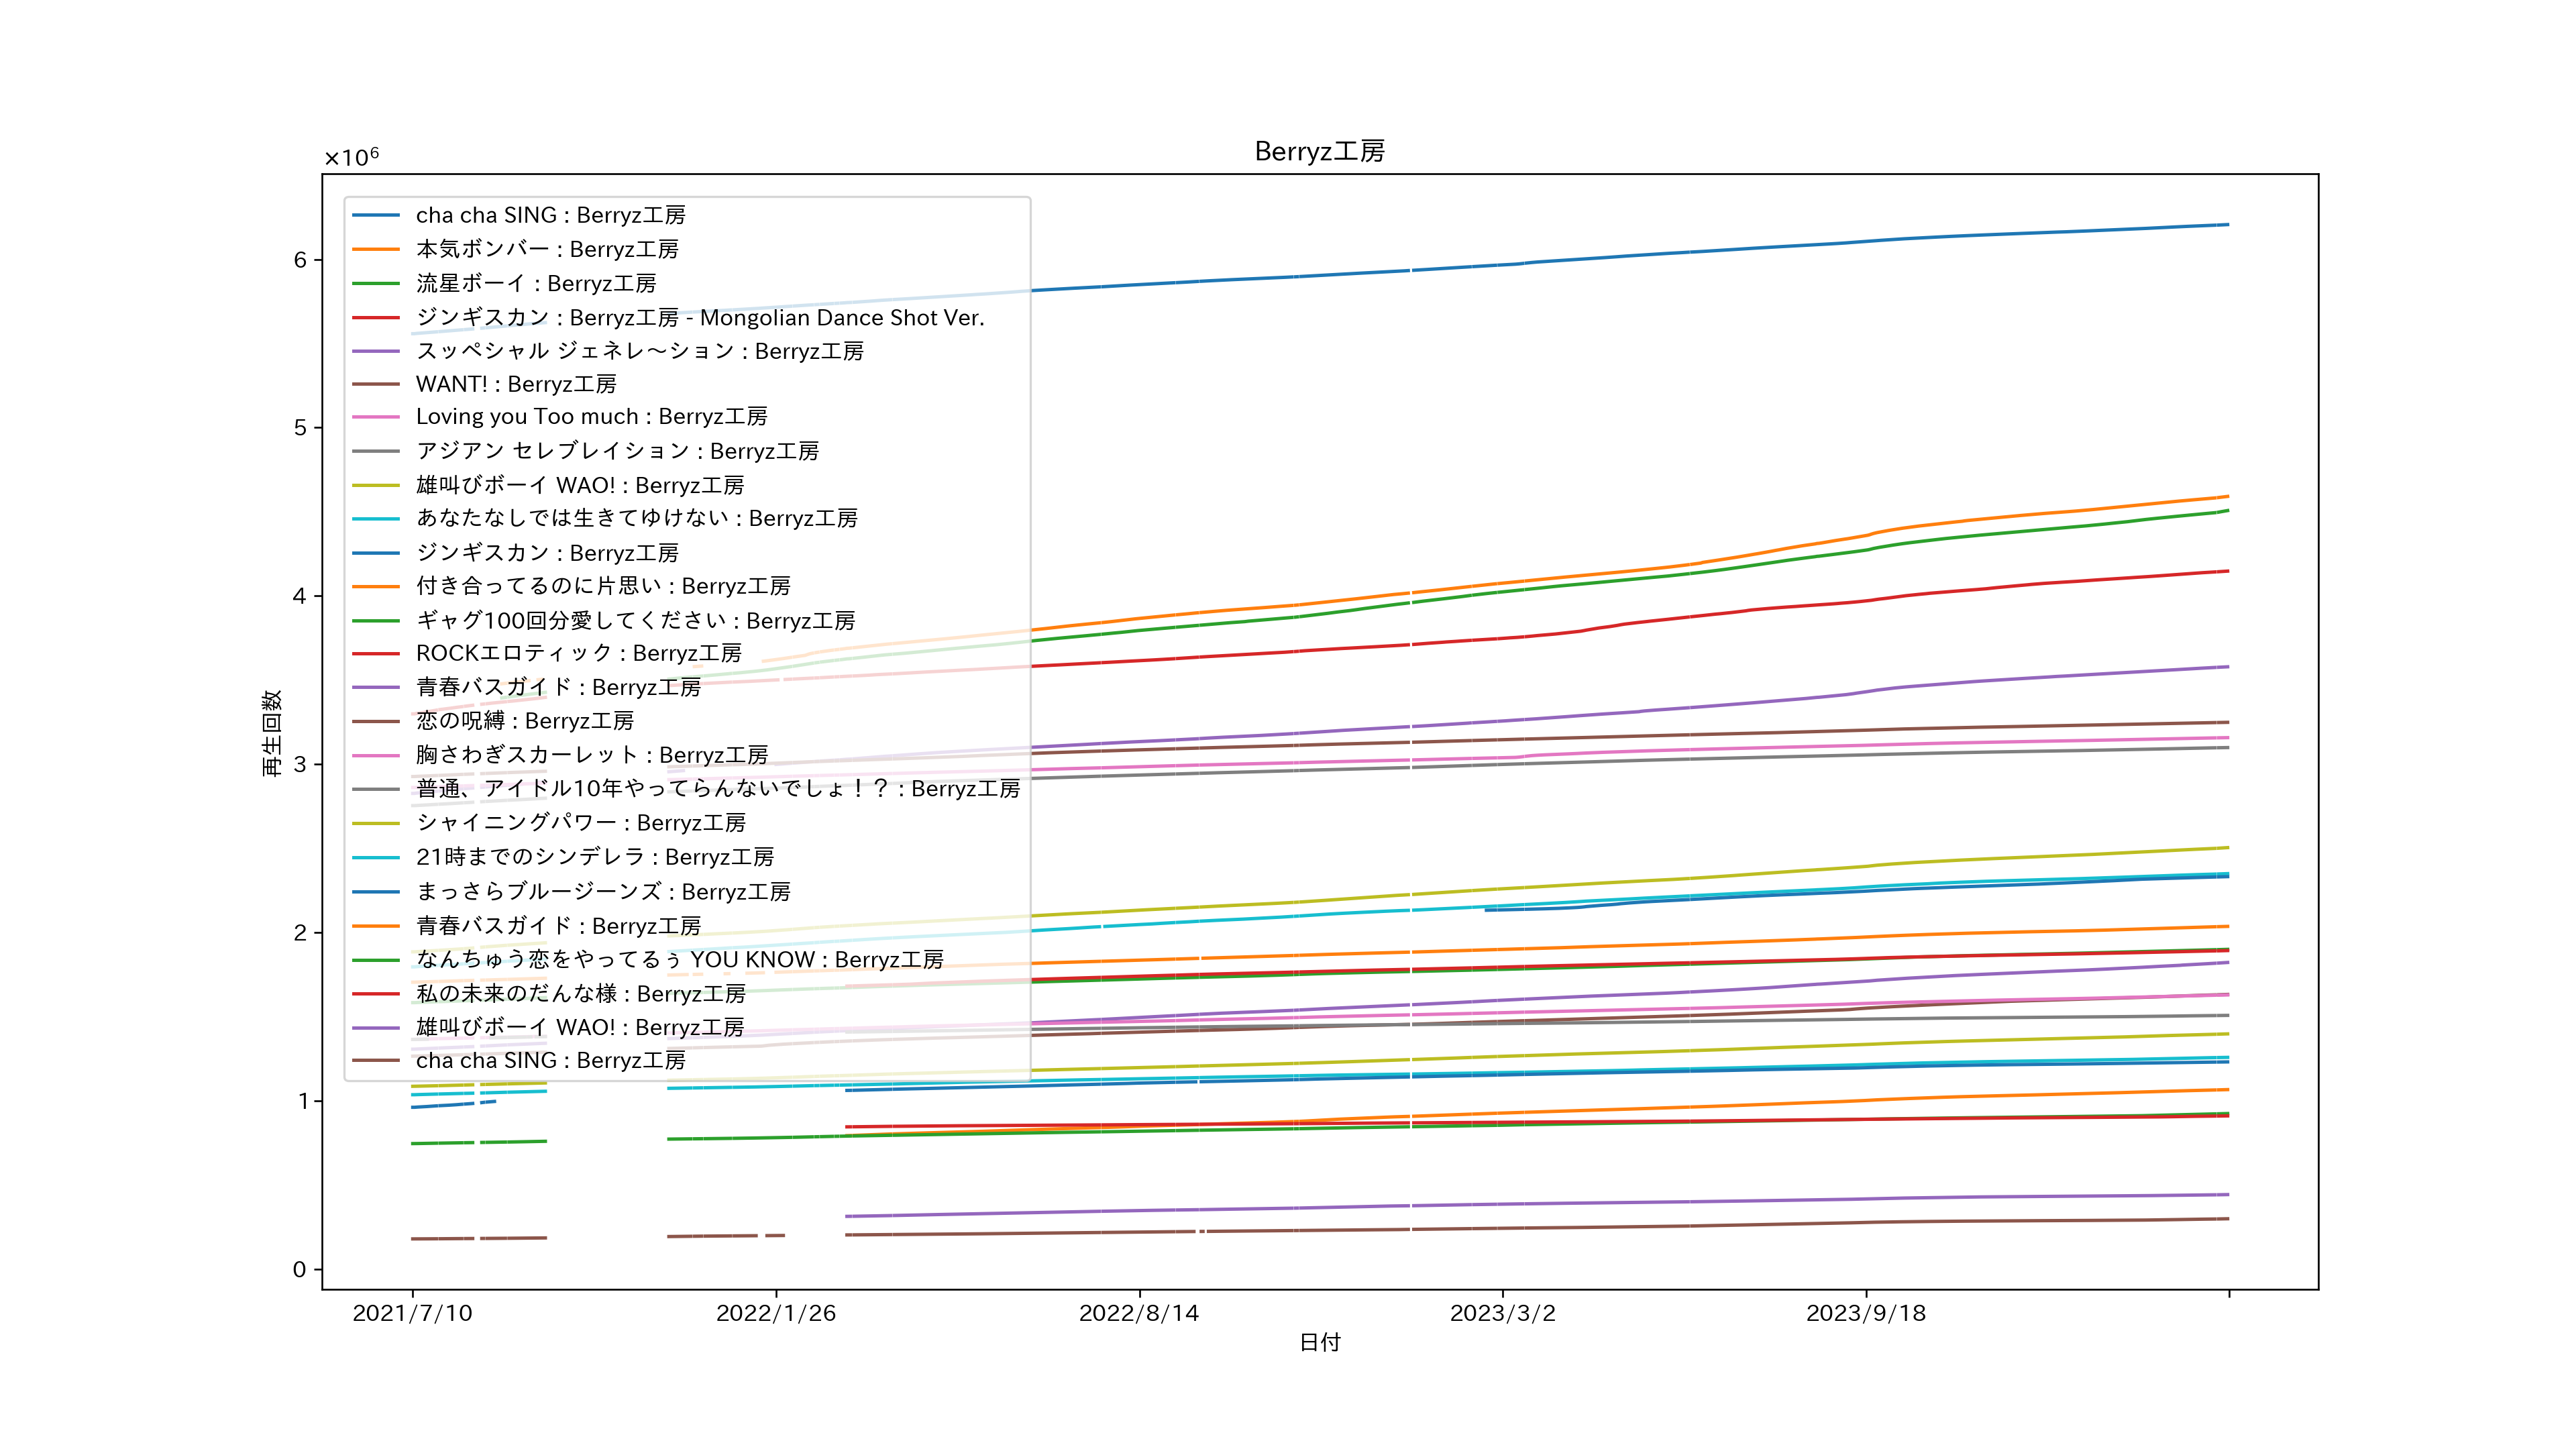 Berryz工房
×10⁶
cha cha SING : Berryz工房
本気ボンバー : Berryz工房
流星ボーイ : Berryz工房
ジンギスカン : Berryz工房 - Mongolian Dance Shot Ver.
スッペシャル ジェネレ～ション : Berryz工房
WANT! : Berryz工房
Loving you Too much : Berryz工房
アジアン セレブレイション : Berryz工房
雄叫びボーイ WAO! : Berryz工房
あなたなしでは生きてゆけない : Berryz工房
ジンギスカン : Berryz工房
付き合ってるのに片思い : Berryz工房
ギャグ100回分愛してください : Berryz工房
ROCKエロティック : Berryz工房
青春バスガイド : Berryz工房
恋の呪縛 : Berryz工房
胸さわぎスカーレット : Berryz工房
普通、アイドル10年やってらんないでしょ！？ : Berryz工房
シャイニングパワー : Berryz工房
21時までのシンデレラ : Berryz工房
まっさらブルージーンズ : Berryz工房
青春バスガイド : Berryz工房
なんちゅう恋をやってるぅ YOU KNOW : Berryz工房
私の未来のだんな様 : Berryz工房
雄叫びボーイ WAO! : Berryz工房
cha cha SING : Berryz工房
6
5
4
3
2
1
0
再生回数
2021/7/10
2022/1/26
2022/8/14
2023/3/2
2023/9/18
日付